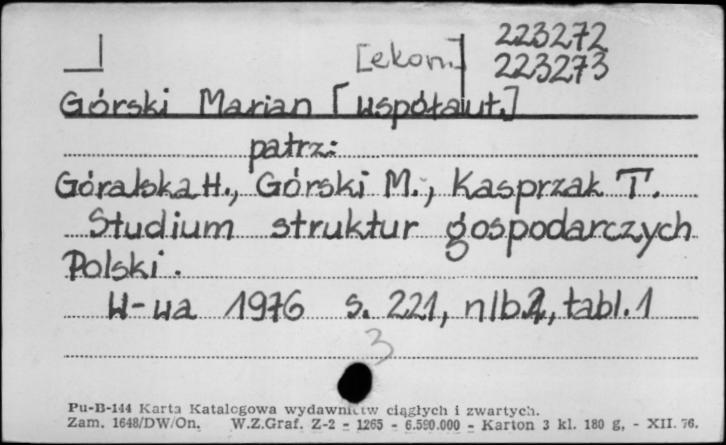 [ekon.] 223272
223273
Górski Marian [współaut.]
patrz:
Góralska H., Górski M., Kasprzak T.
Studium struktur gospodarczych
Polski.
W-wa 1976 s. 221, nlb., tabl. 1
3
Pu-B-144 Karta Katalogowa wydawnictw ciągłych i zwartych.
Zam. 1648/DW/On. W.Z.Graf. Z-2 - 1265 - 6.590.000 - Karton 3 kl. 180 g. - XII. 76.